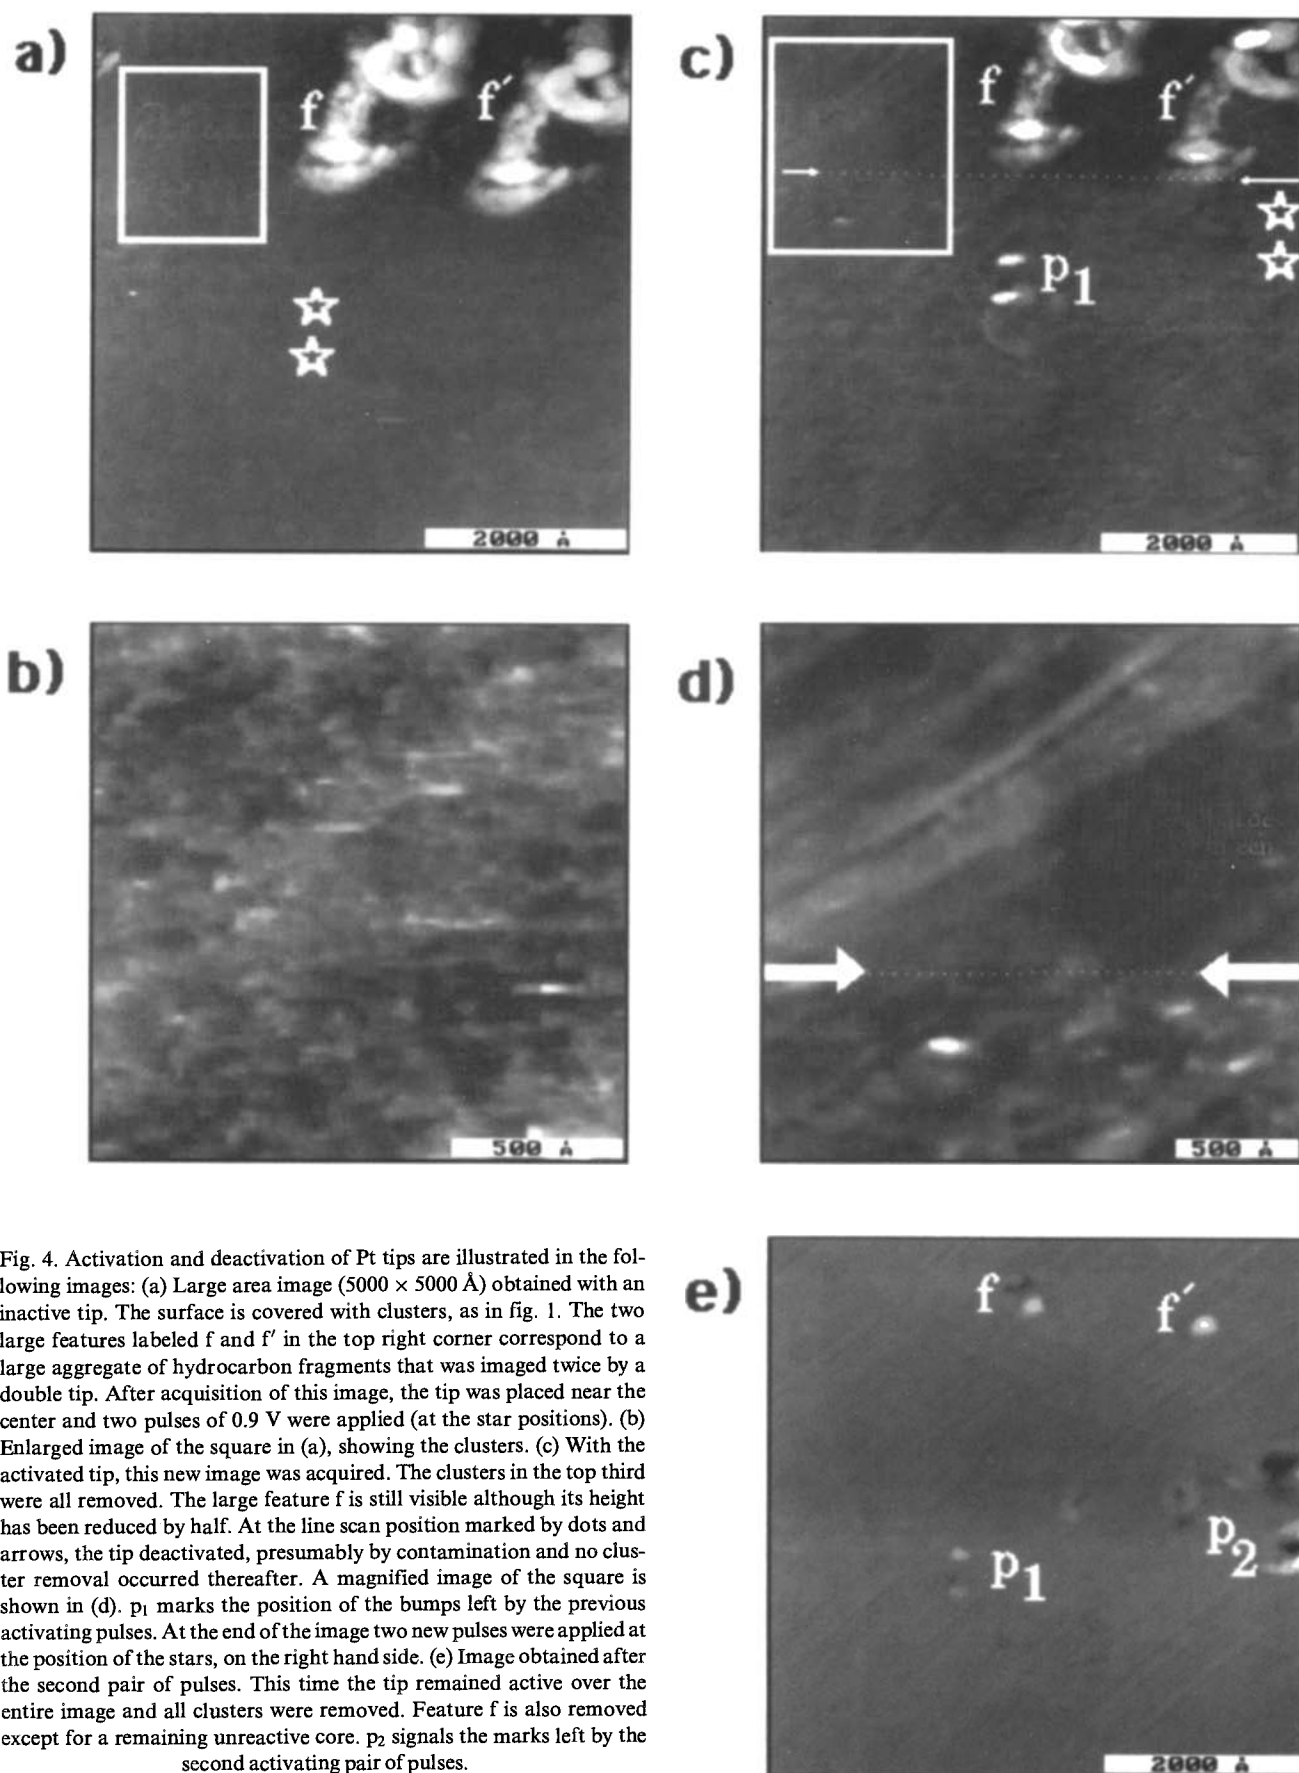 a)
f
f´
2000 Å
c)
f
f´
p1
2000 Å
b)
500 Å
d)
500 Å
Fig. 4. Activation and deactivation of Pt tips are illustrated in the fol-
lowing images: (a) Large area image (5000 × 5000 Å) obtained with an
inactive tip. The surface is covered with clusters, as in fig. 1. The two
large features labeled f and f′ in the top right corner correspond to a
large aggregate of hydrocarbon fragments that was imaged twice by a
double tip. After acquisition of this image, the tip was placed near the
center and two pulses of 0.9 V were applied (at the star positions). (b)
Enlarged image of the square in (a), showing the clusters. (c) With the
activated tip, this new image was acquired. The clusters in the top third
were all removed. The large feature f is still visible although its height
has been reduced by half. At the line scan position marked by dots and
arrows, the tip deactivated, presumably by contamination and no clus-
ter removal occurred thereafter. A magnified image of the square is
shown in (d). p₁ marks the position of the bumps left by the previous
activating pulses. At the end of the image two new pulses were applied at
the position of the stars, on the right hand side. (e) Image obtained after
the second pair of pulses. This time the tip remained active over the
entire image and all clusters were removed. Feature f is also removed
except for a remaining unreactive core. p₂ signals the marks left by the
second activating pair of pulses.
e)
f
f´
p1
p2
2000 Å